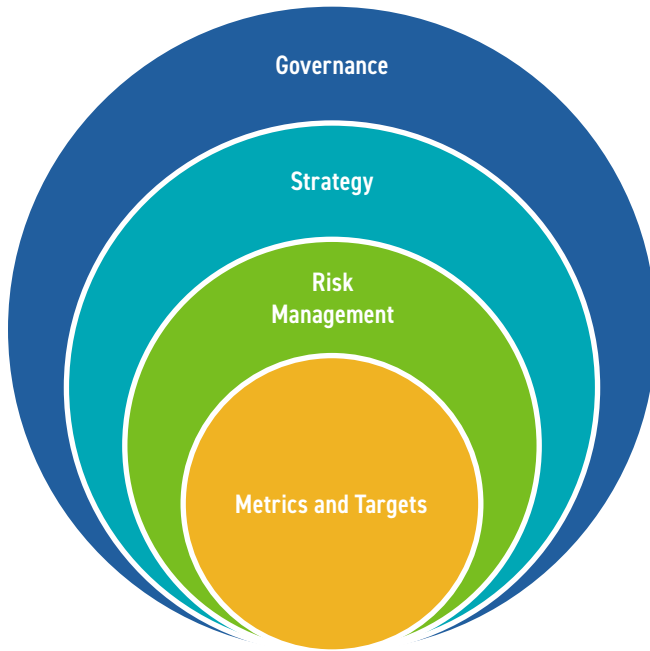 Governance
Strategy
Risk
Management
Metrics and Targets